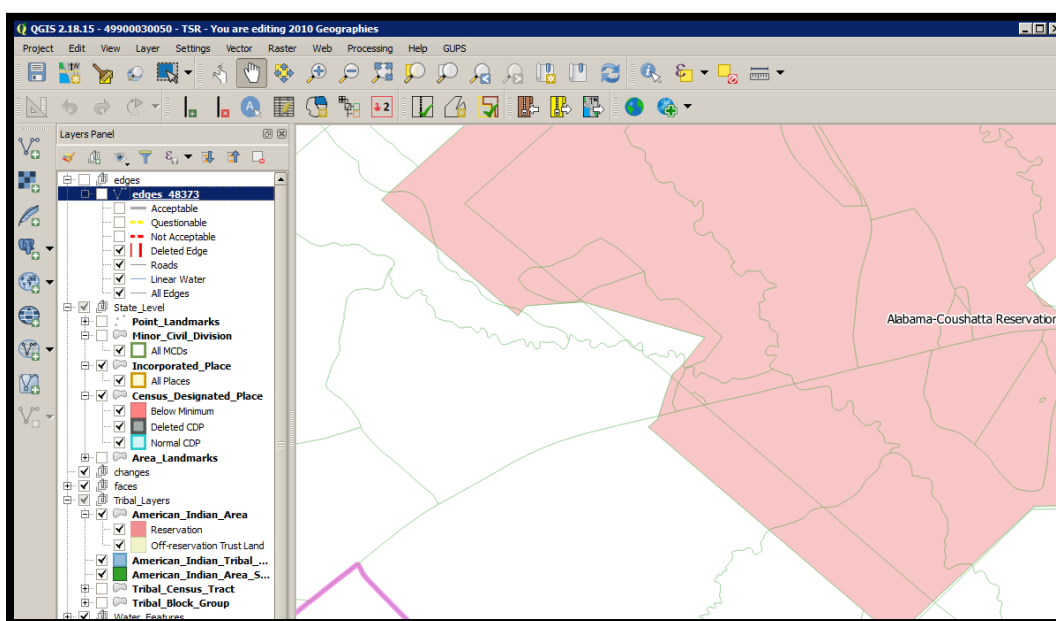 QGIS 2.18.15 - 49900030050 - TSR - You are editing 2010 Geographies
Project Edit View Layer Settings Vector Raster Web Processing Help GUPS
Layers Panel
edges
edges_48373
Acceptable
Questionable
Not Acceptable
Deleted Edge
Roads
Linear Water
All Edges
State_Level
Point_Landmarks
Minor_Civil_Division
All MCDs
Incorporated_Place
All Places
Census_Designated_Place
Below Minimum
Deleted CDP
Normal CDP
Area_Landmarks
changes
faces
Tribal_Layers
American_Indian_Area
Reservation
Off-reservation Trust Land
American_Indian_Tribal_...
American_Indian_Area_S...
Tribal_Census_Tract
Tribal_Block_Group
Water_Features
Alabama-Coushatta Reservation